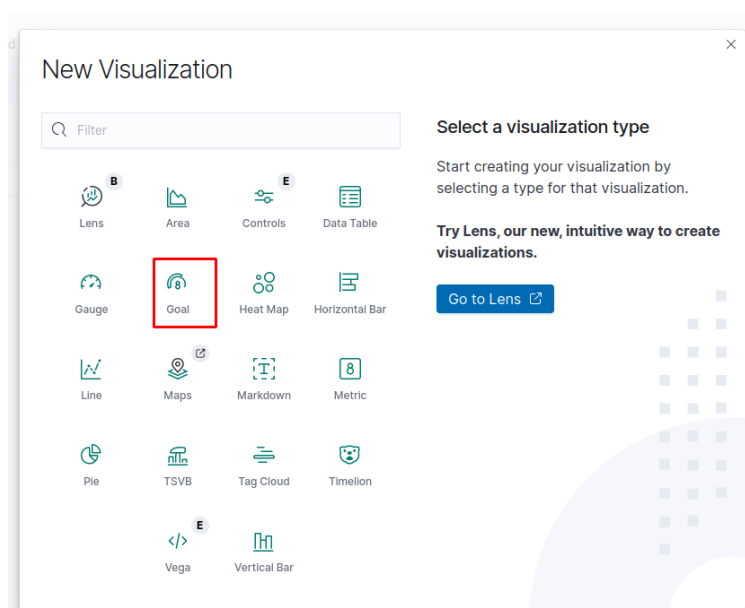 New Visualization
Filter
Select a visualization type
Start creating your visualization by
selecting a type for that visualization.
Try Lens, our new, intuitive way to create
visualizations.
Go to Lens
B
E
Lens
Area
Controls
Data Table
8
Gauge
Goal
Heat Map
Horizontal Bar
T
8
Line
Maps
Markdown
Metric
Pie
TSVB
Tag Cloud
Timelion
E
Vega
Vertical Bar